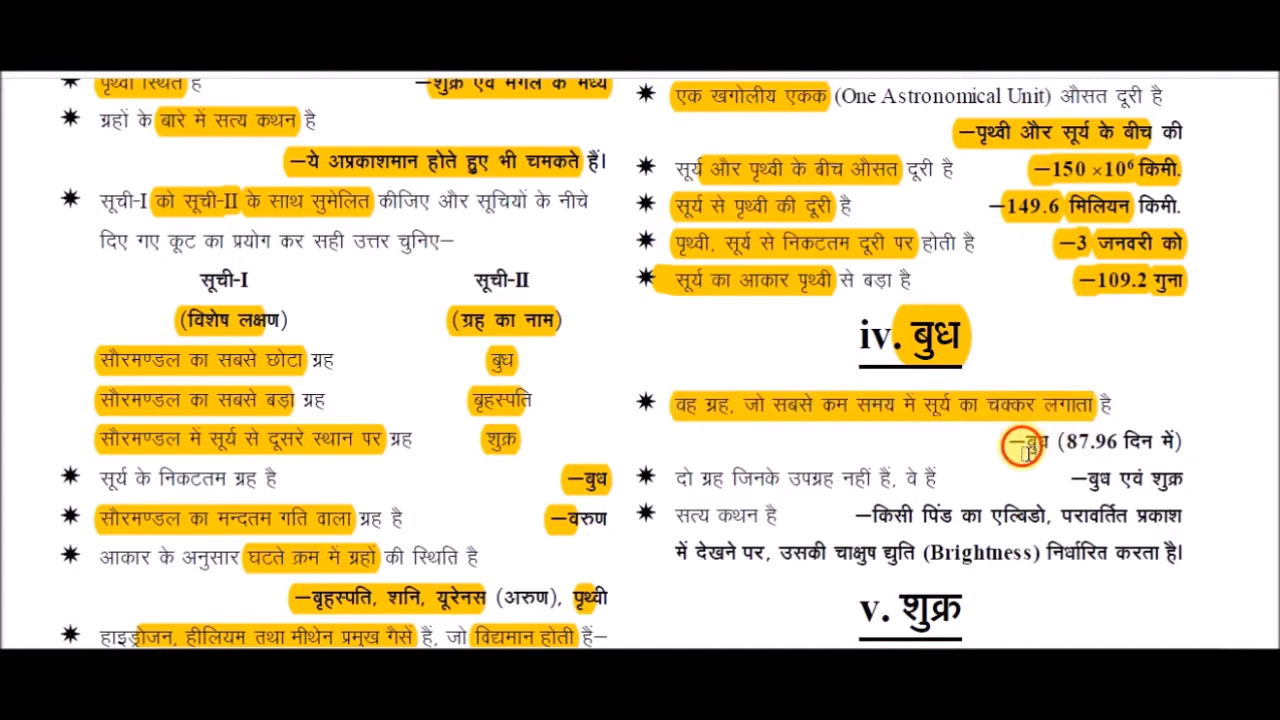 पृथ्वी स्थित है –शुक्र एवं मंगल के मध्य
ग्रहों के बारे में सत्य कथन है
–ये अप्रकाशमान होते हुए भी चमकते हैं।
सूची-I को सूची-II के साथ सुमेलित कीजिए और सूचियों के नीचे
दिए गए कूट का प्रयोग कर सही उत्तर चुनिए–
सूची-I सूची-II
(विशेष लक्षण) (ग्रह का नाम)
सौरमण्डल का सबसे छोटा ग्रह बुध
सौरमण्डल का सबसे बड़ा ग्रह बृहस्पति
सौरमण्डल में सूर्य से दूसरे स्थान पर ग्रह शुक्र
सूर्य के निकटतम ग्रह है –बुध
सौरमण्डल का मन्दतम गति वाला ग्रह है –वरुण
आकार के अनुसार घटते क्रम में ग्रहों की स्थिति है
–बृहस्पति, शनि, यूरेनस (अरुण), पृथ्वी
हाइड्रोजन, हीलियम तथा मीथेन प्रमुख गैसें हैं, जो विद्यमान होती हैं–
एक खगोलीय एकक (One Astronomical Unit) औसत दूरी है
–पृथ्वी और सूर्य के बीच की
सूर्य और पृथ्वी के बीच औसत दूरी है –150 ×10⁶ किमी.
सूर्य से पृथ्वी की दूरी है –149.6 मिलियन किमी.
पृथ्वी, सूर्य से निकटतम दूरी पर होती है –3 जनवरी को
सूर्य का आकार पृथ्वी से बड़ा है –109.2 गुना
iv. बुध
वह ग्रह, जो सबसे कम समय में सूर्य का चक्कर लगाता है
–बुध (87.96 दिन में)
दो ग्रह जिनके उपग्रह नहीं हैं, वे हैं –बुध एवं शुक्र
सत्य कथन है –किसी पिंड का एल्बिडो, परावर्तित प्रकाश
में देखने पर, उसकी चाक्षुष द्युति (Brightness) निर्धारित करता है।
v. शुक्र